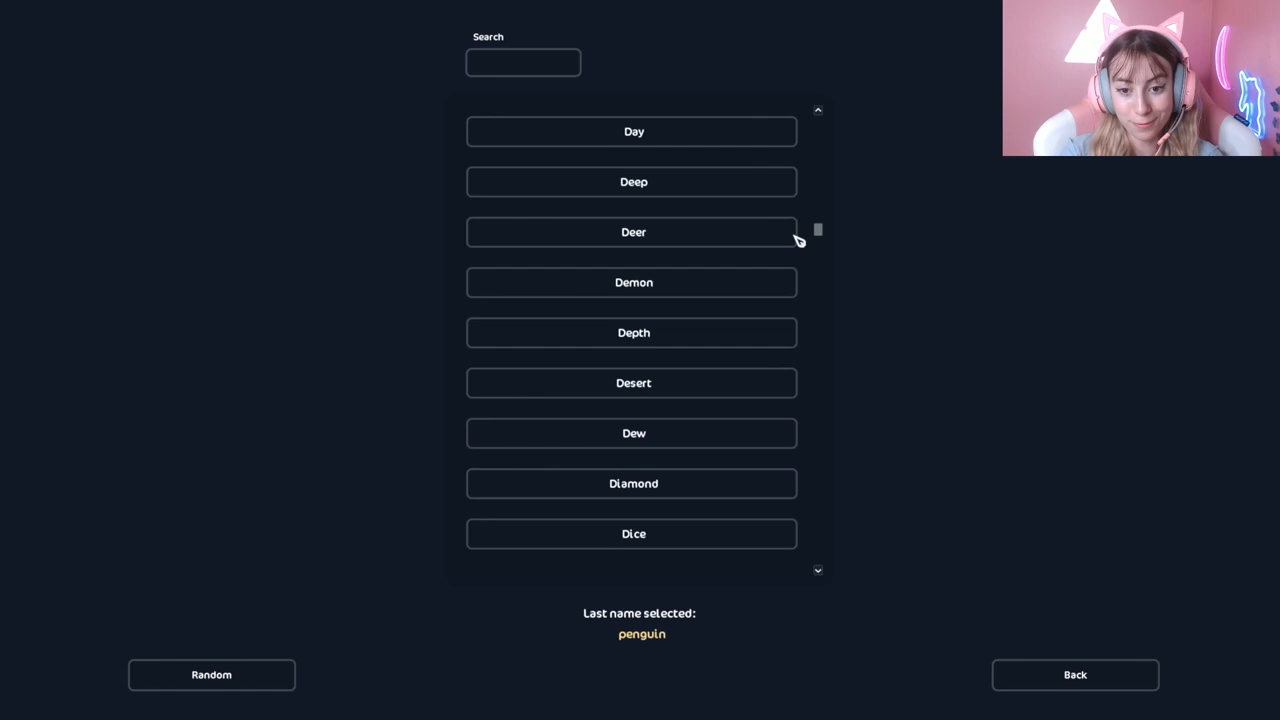 Search
Day
Deep
Deer
Demon
Depth
Desert
Dew
Diamond
Dice
Last name selected:
penguin
Random
Back